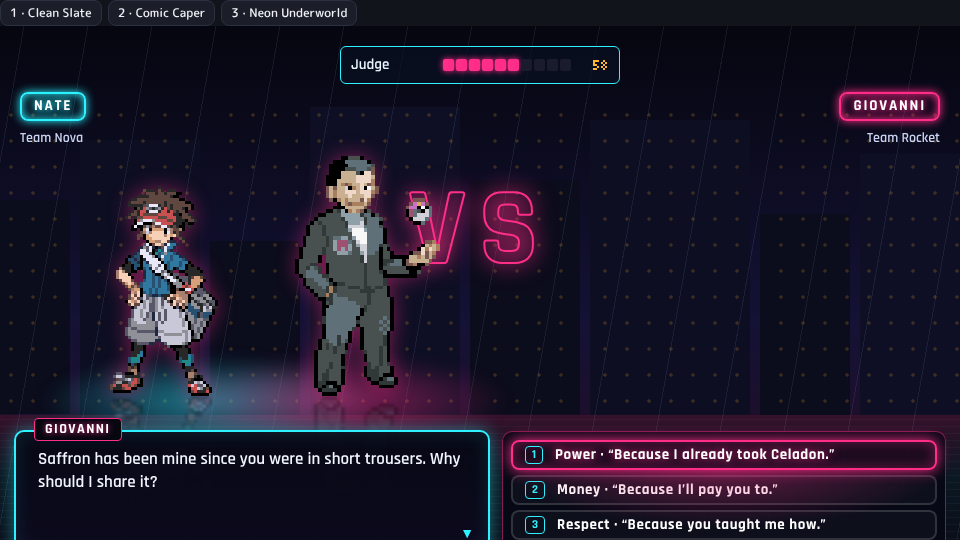 1 · Clean Slate
2 · Comic Caper
3 · Neon Underworld
Judge
NATE
Team Nova
GIOVANNI
Team Rocket
VS
GIOVANNI
Saffron has been mine since you were in short trousers. Why
should I share it?
1 Power · “Because I already took Celadon.”
2 Money · “Because I’ll pay you to.”
3 Respect · “Because you taught me how.”